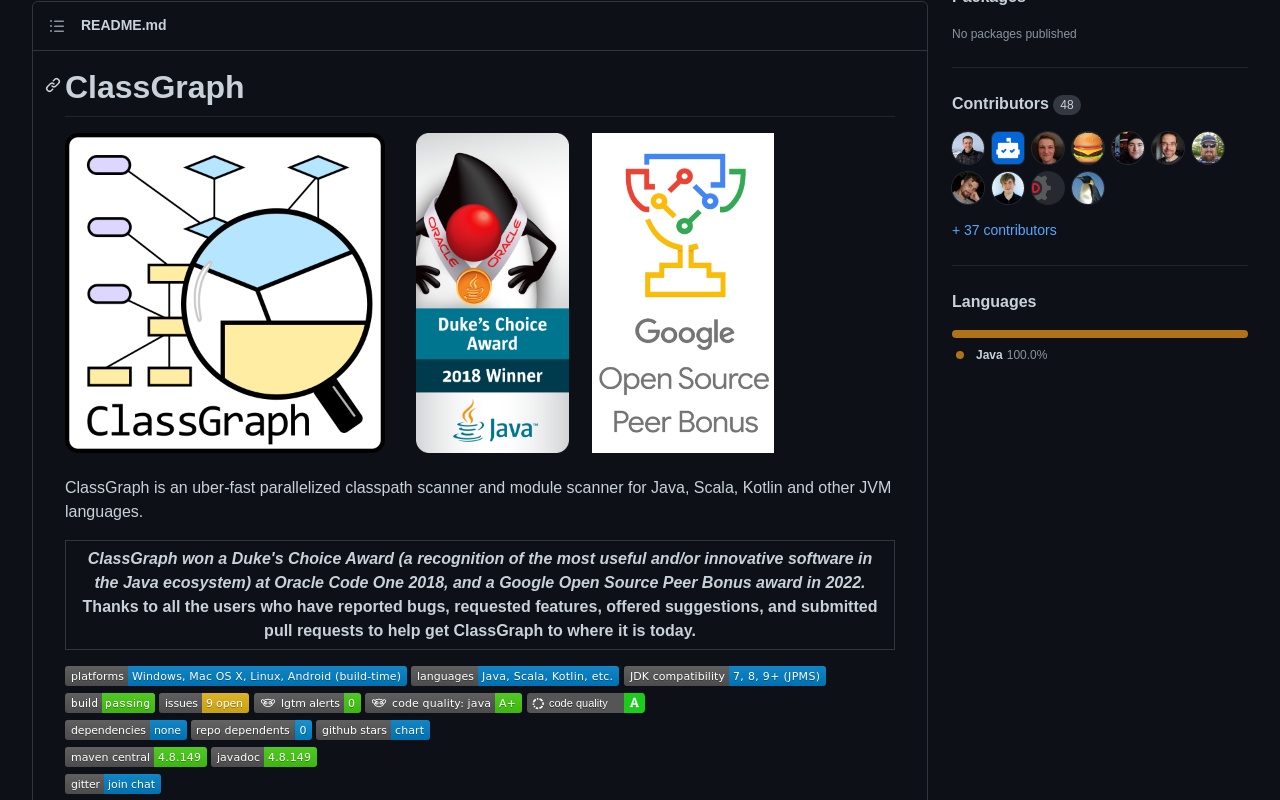 README.md
ClassGraph
ClassGraph
ORACLE ORACLE
Duke's Choice
Award
2018 Winner
Java™
Google
Open Source
Peer Bonus
ClassGraph is an uber-fast parallelized classpath scanner and module scanner for Java, Scala, Kotlin and other JVM
languages.
ClassGraph won a Duke's Choice Award (a recognition of the most useful and/or innovative software in
the Java ecosystem) at Oracle Code One 2018, and a Google Open Source Peer Bonus award in 2022.
Thanks to all the users who have reported bugs, requested features, offered suggestions, and submitted
pull requests to help get ClassGraph to where it is today.
platforms Windows, Mac OS X, Linux, Android (build-time) languages Java, Scala, Kotlin, etc. JDK compatibility 7, 8, 9+ (JPMS)
build passing issues 9 open lgtm alerts 0 code quality: java A+ code quality A
dependencies none repo dependents 0 github stars chart
maven central 4.8.149 javadoc 4.8.149
gitter join chat
Packages
No packages published
Contributors 48
D
+ 37 contributors
Languages
Java 100.0%